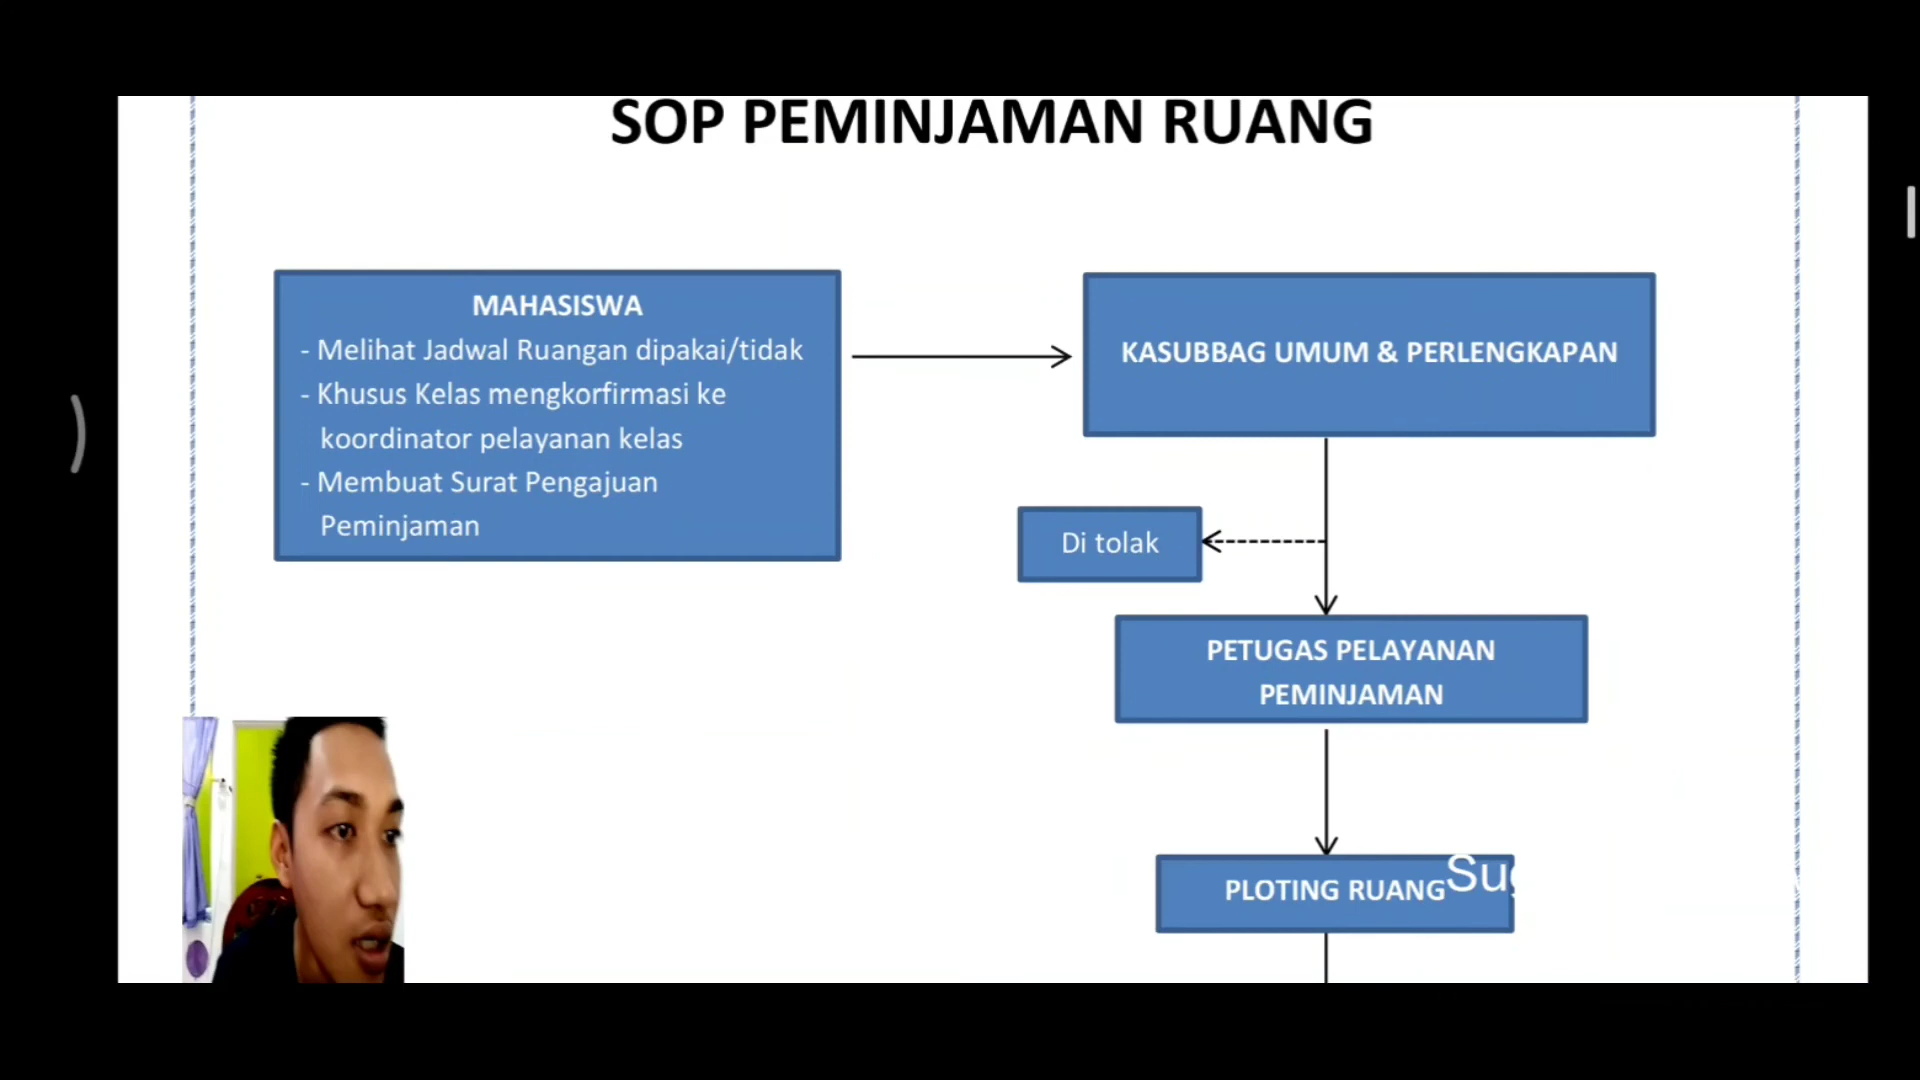 SOP PEMINJAMAN RUANG
MAHASISWA
- Melihat Jadwal Ruangan dipakai/tidak
- Khusus Kelas mengkorfirmasi ke
koordinator pelayanan kelas
- Membuat Surat Pengajuan
Peminjaman
KASUBBAG UMUM & PERLENGKAPAN
Di tolak
PETUGAS PELAYANAN
PEMINJAMAN
PLOTING RUANG